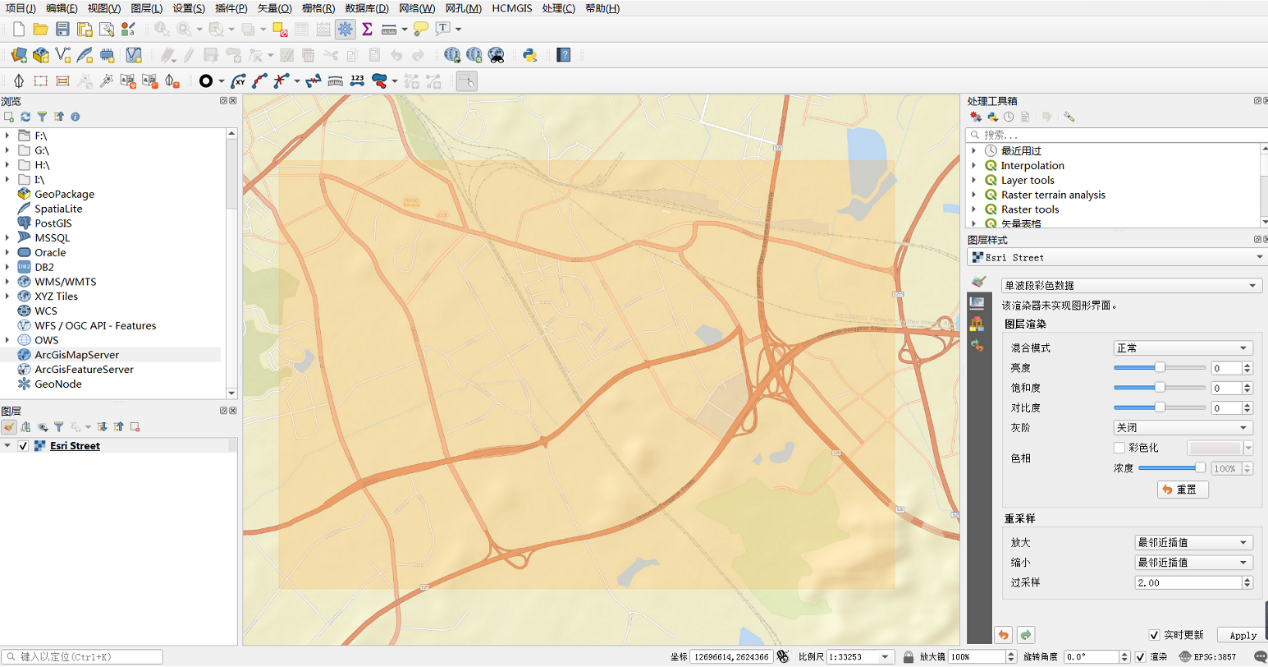 项目(J) 编辑(E) 视图(V) 图层(L) 设置(S) 插件(P) 矢量(O) 栅格(R) 数据库(D) 网络(W) 网孔(M) HCMGIS 处理(C) 帮助(H)
浏览
F:\
G:\
H:\
I:\
GeoPackage
SpatiaLite
PostGIS
MSSQL
Oracle
DB2
WMS/WMTS
XYZ Tiles
WCS
WFS / OGC API - Features
OWS
ArcGisMapServer
ArcGisFeatureServer
GeoNode
图层
Esri Street
处理工具箱
搜索...
最近用过
Interpolation
Layer tools
Raster terrain analysis
Raster tools
矢量表格
图层样式
Esri Street
单波段彩色数据
该渲染器未实现图形界面。
图层渲染
混合模式 正常
亮度 0
饱和度 0
对比度 0
灰阶 关闭
色相 彩色化
浓度 100%
重置
重采样
放大 最邻近插值
缩小 最邻近插值
过采样 2.00
实时更新 Apply
键入以定位(Ctrl+K) 坐标 12696614,2624366 比例尺 1:33253 放大镜 100% 旋转角度 0.0° 渲染 EPSG:3857